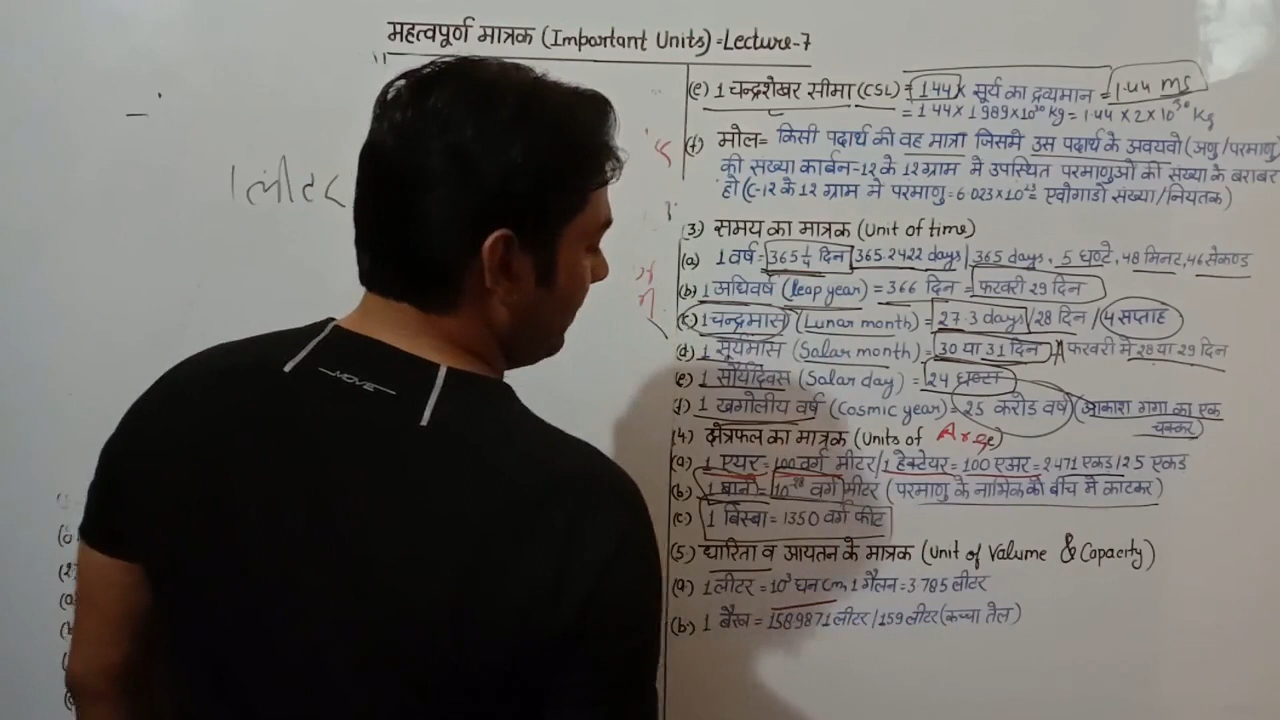 महत्वपूर्ण मात्रक (Important Units) = Lecture-7
1 लीटर
(e) 1 चन्द्रशेखर सीमा (CSL) = 1.44 × सूर्य का द्रव्यमान = 1.44 ms
= 1.44 × 1.989×10³⁰ kg = 1.44 × 2×10³⁰ Kg
(f) मोल = किसी पदार्थ की वह मात्रा जिसमे उस पदार्थ के अवयवो (अणु/परमाणु)
की संख्या कार्बन-12 के 12 ग्राम मे उपस्थित परमाणुओ की संख्या के बराबर
हो (C-12 के 12 ग्राम मे परमाणु = 6.023×10²³ = एवोगाड्रो संख्या/नियतक)
(3) समय का मात्रक (Unit of time)
(a) 1 वर्ष = 365¼ दिन/365.2422 days/365 days, 5 घण्टे, 48 मिनट, 46 सेकण्ड
(b) 1 अधिवर्ष (leap year) = 366 दिन = फरवरी 29 दिन
(c) 1 चन्द्रमास (Lunar month) = 27.3 days/28 दिन/4 सप्ताह
(d) 1 सूर्यमास (Solar month) = 30 या 31 दिन फरवरी मे 28 या 29 दिन
(e) 1 सौर्यदिवस (Solar day) = 24 घण्टा
(f) 1 खगोलीय वर्ष (Cosmic year) = 25 करोड वर्ष (आकाश गंगा का एक
चक्कर)
(4) क्षेत्रफल का मात्रक (Units of Area)
(a) 1 एयर = 100 वर्ग मीटर/1 हेक्टेयर = 100 एअर = 2.471 एकड/2.5 एकड
(b) 1 बार्न = 10⁻²⁸ वर्ग मीटर (परमाणु के नाभिक को बीच मे काटकर)
(c) 1 बिस्बा = 1350 वर्ग फीट
(5) धारिता व आयतन के मात्रक (Unit of Volume & Capacity)
(a) 1 लीटर = 10³ घन cm 1 गैलन = 3.785 लीटर
(b) 1 = 158.9871 लीटर/159 लीटर (कच्चा तेल)
MOVE